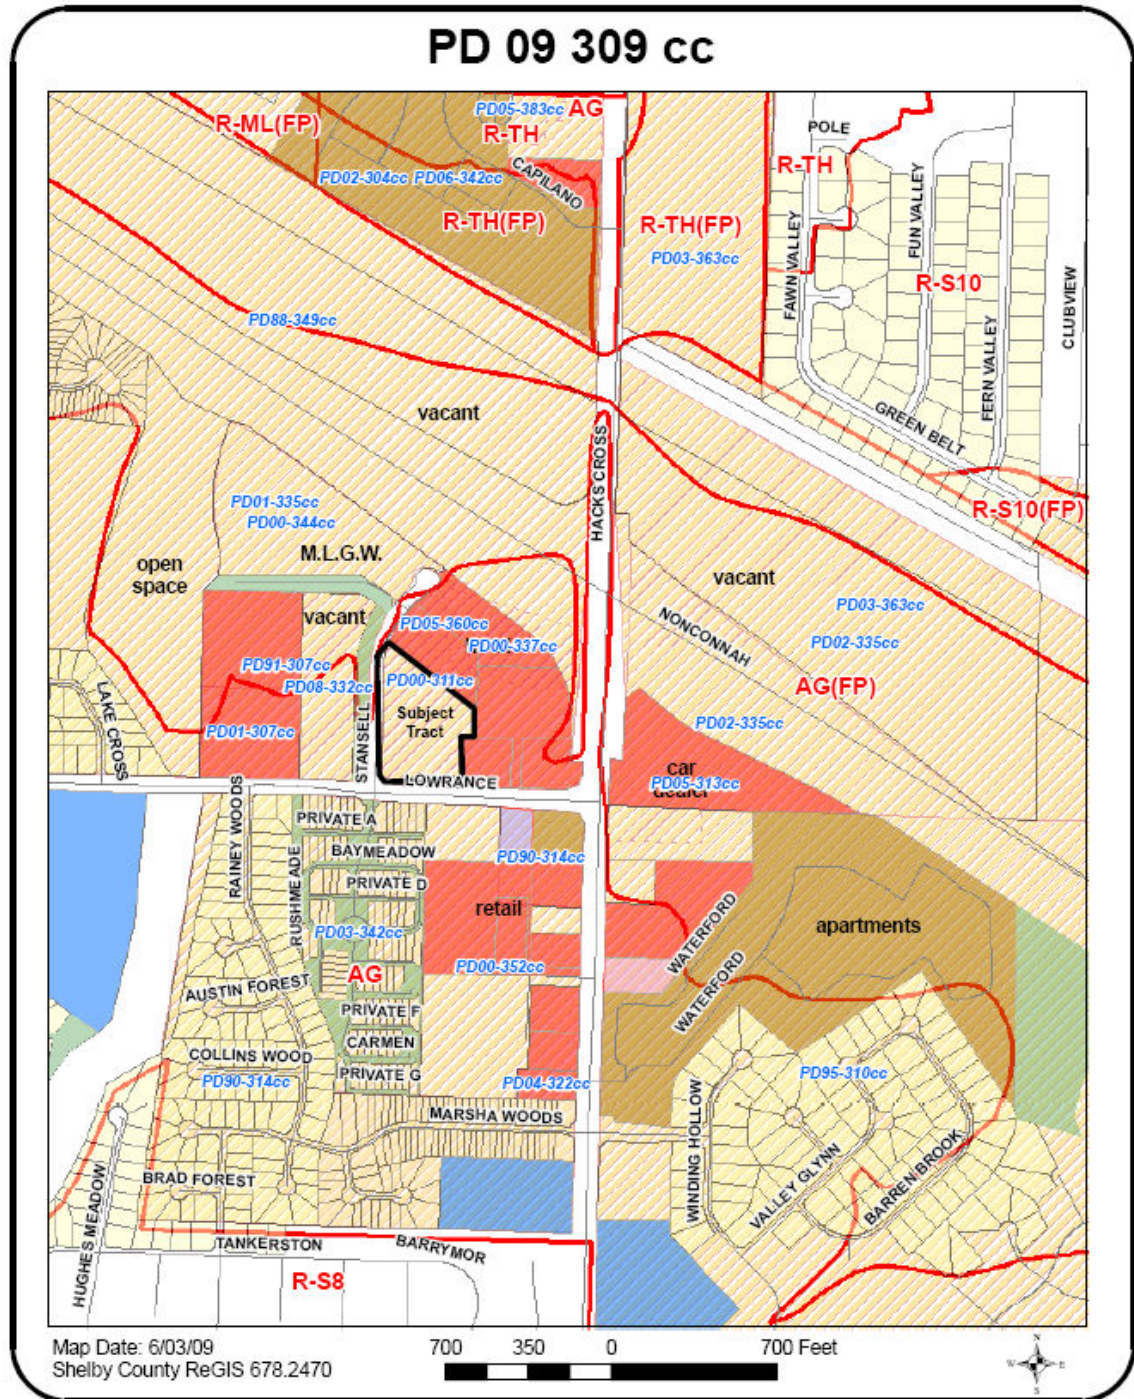 PD 09 309 cc
PD05-383cc
AG
R-ML(FP)
R-TH
POLE
CAPILANO
R-TH
PD02-304cc
PD06-342cc
R-TH(FP)
R-TH(FP)
PD03-363cc
FAWN VALLEY
FUN VALLEY
R-S10
CLUBVIEW
PD88-349cc
FERN VALLEY
vacant
GREEN BELT
HACKS CROSS
PD01-335cc
PD00-344cc
R-S10(FP)
M.L.G.W.
open
space
vacant
vacant
PD03-363cc
PD05-360cc
NONCONNAH
PD00-337cc
PD02-335cc
PD91-307cc
PD00-311cc
PD08-332cc
AG(FP)
LAKE CROSS
Subject
Tract
PD01-307cc
STANSELL
PD02-335cc
car
PD05-313cc
LOWRANCE
RAINEY WOODS
PRIVATE A
BAYMEADOW
PD90-314cc
RUSHMEADE
PRIVATE D
retail
WATERFORD
apartments
PD03-342cc
PD00-352cc
AG
WATERFORD
AUSTIN FOREST
PRIVATE F
CARMEN
COLLINS WOOD
PRIVATE G
PD90-314cc
PD04-322cc
PD95-310cc
MARSHA WOODS
WINDING HOLLOW
VALLEY GLYNN
BARREN BROOK
BRAD FOREST
HUGHES MEADOW
TANKERSTON
BARRYMOR
R-S8
Map Date: 6/03/09
Shelby County ReGIS 678.2470
700 350 0 700 Feet
N
W E
S